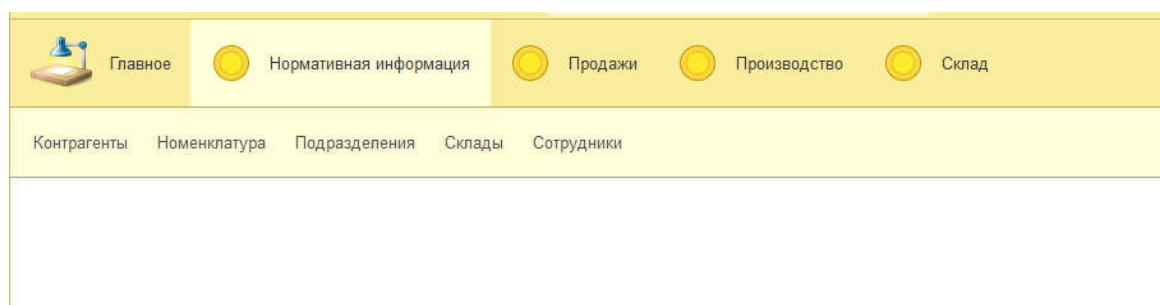 Главное Нормативная информация Продажи Производство Склад
Контрагенты Номенклатура Подразделения Склады Сотрудники